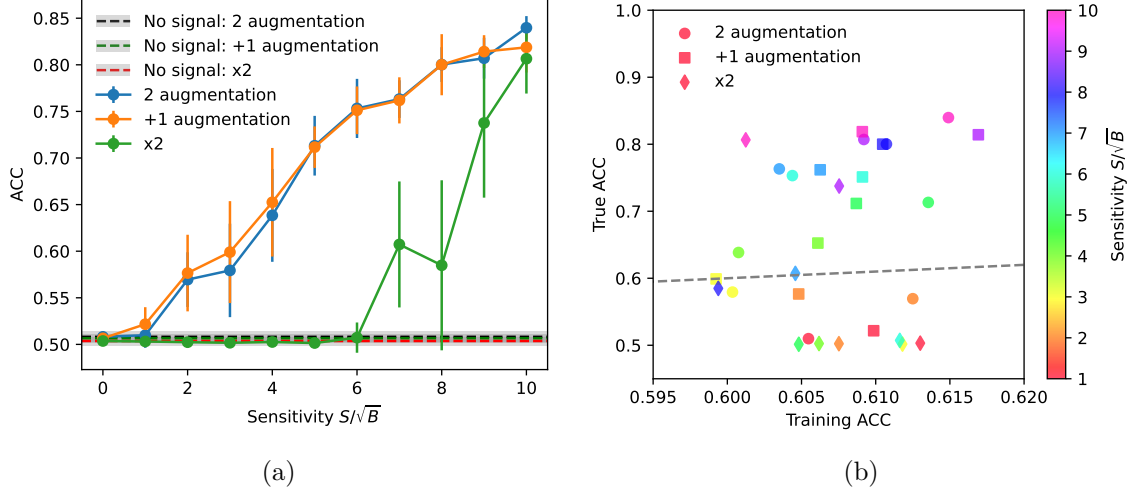 0.85
0.80
0.75
0.70
0.65
0.60
0.55
0.50
ACC
No signal: 2 augmentation
No signal: +1 augmentation
No signal: x2
2 augmentation
+1 augmentation
x2
0 2 4 6 8 10
Sensitivity S/√B
(a)
1.0
0.9
0.8
0.7
0.6
0.5
True ACC
2 augmentation
+1 augmentation
x2
0.595 0.600 0.605 0.610 0.615 0.620
Training ACC
10
9
8
7
6
5
4
3
2
1
Sensitivity S/√B
(b)